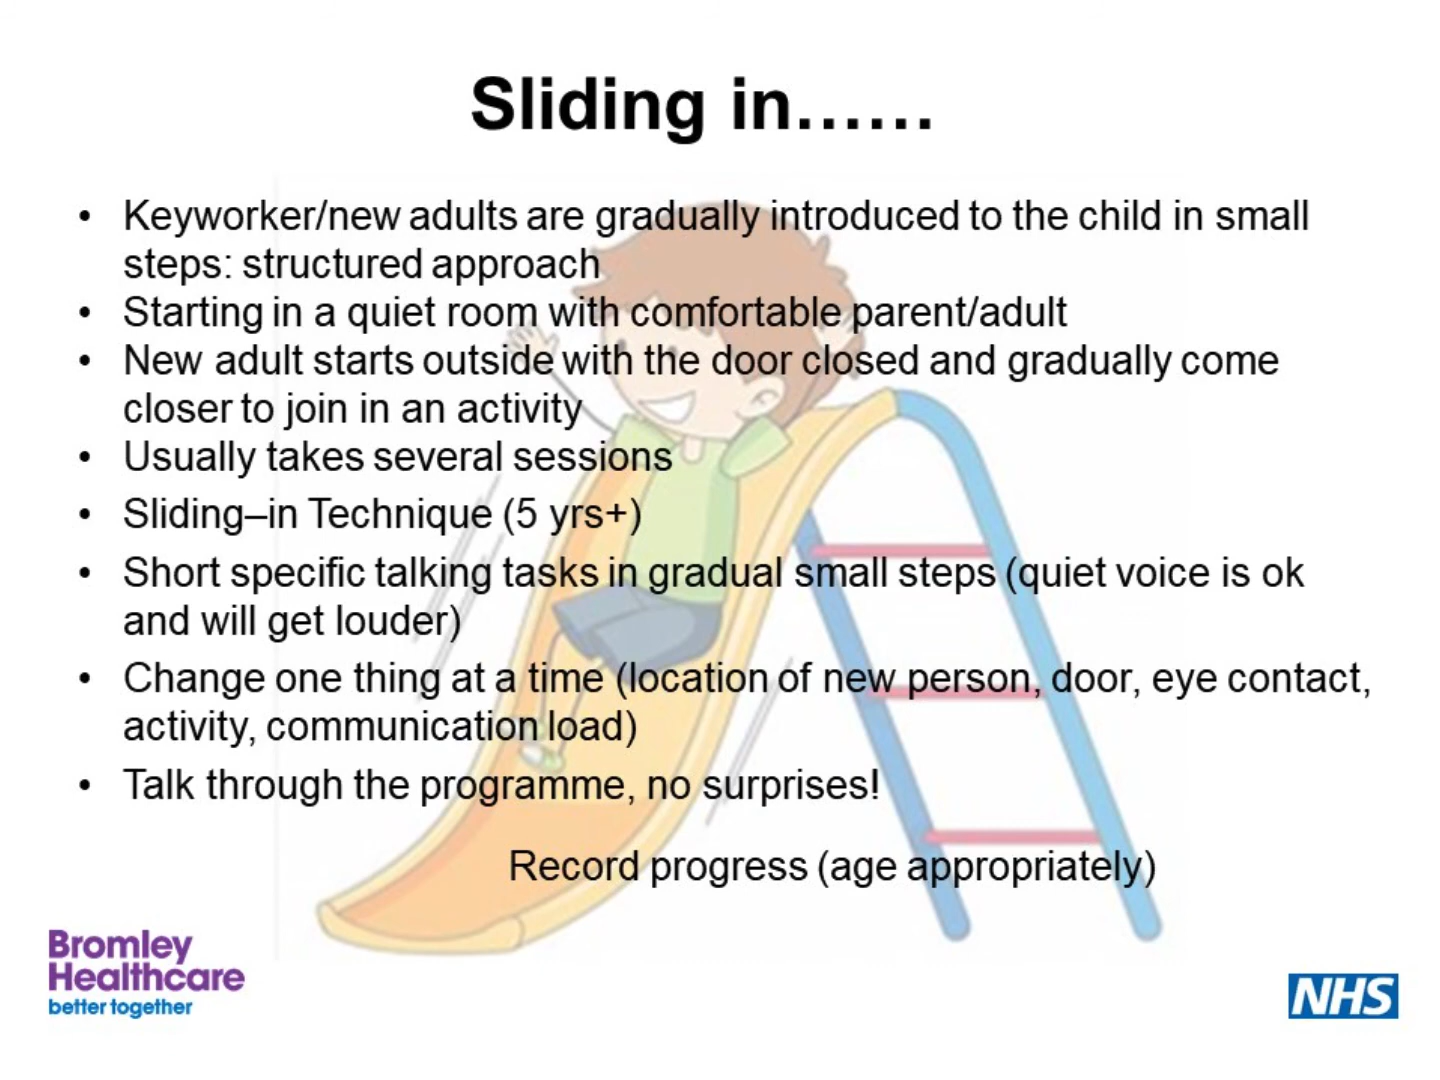 Sliding in……
• Keyworker/new adults are gradually introduced to the child in small
steps: structured approach
• Starting in a quiet room with comfortable parent/adult
• New adult starts outside with the door closed and gradually come
closer to join in an activity
• Usually takes several sessions
• Sliding–in Technique (5 yrs+)
• Short specific talking tasks in gradual small steps (quiet voice is ok
and will get louder)
• Change one thing at a time (location of new person, door, eye contact,
activity, communication load)
• Talk through the programme, no surprises!
Record progress (age appropriately)
Bromley
Healthcare
better together
NHS